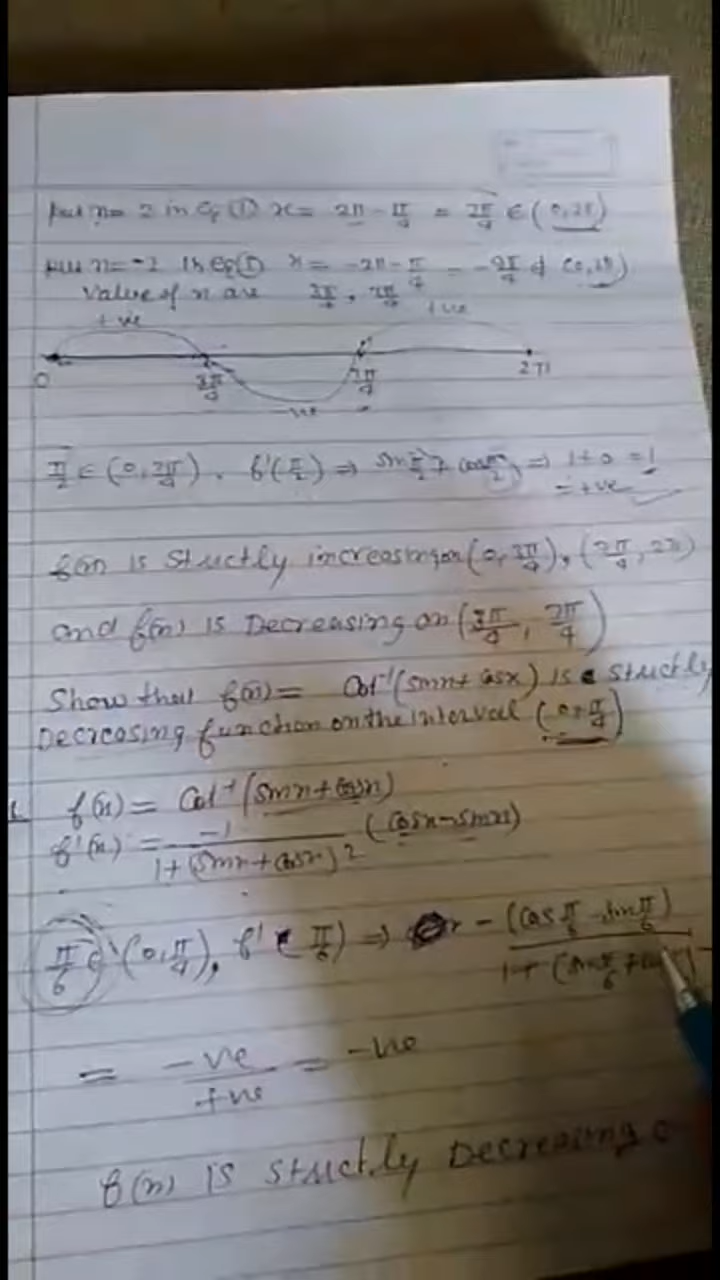 put n= 2 in eq (1) x = 2π - π/4 = 7π/4 ∈ (0,2π)
put n=-2 in eq(1) x = -2π - π/4 = -9π/4 ∉ (0,2π)
Value of x are 3π/4, 7π/4
+ve +ve
0 3π/4 7π/4 2π
-ve
π/2 ∈ (0, 3π/4), f'(π/2) ⇒ sin π/2 + cos π/2 ⇒ 1+0 = 1
= +ve
f(x) is strictly increasing on (0, 3π/4), (7π/4, 2π)
and f(x) is Decreasing on (3π/4, 7π/4)
Show that f(x) = Cot⁻¹(sinx+cosx) is strictly
Decreasing function on the interval (0, π/4)
f(x) = Cot⁻¹(sinx+cosx)
f'(x) = -1/1+(sinx+cosx)² (cosx-sinx)
π/6 ∈ (0, π/4), f'(π/6) ⇒ -(cos π/6 - sin π/6)/1+(sin π/6 +
= -ve/+ve = -ve
f(x) is strictly Decreasing